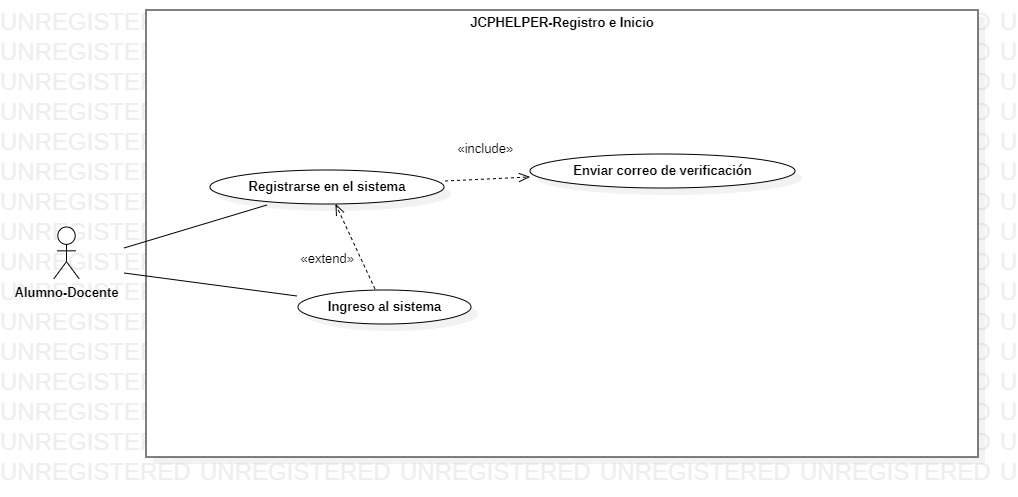 JCPHELPER-Registro e Inicio
«include»
Enviar correo de verificación
Registrarse en el sistema
«extend»
Alumno-Docente
Ingreso al sistema
UNREGISTERED UNREGISTERED UNREGISTERED UNREGISTERED UNREGISTERED U